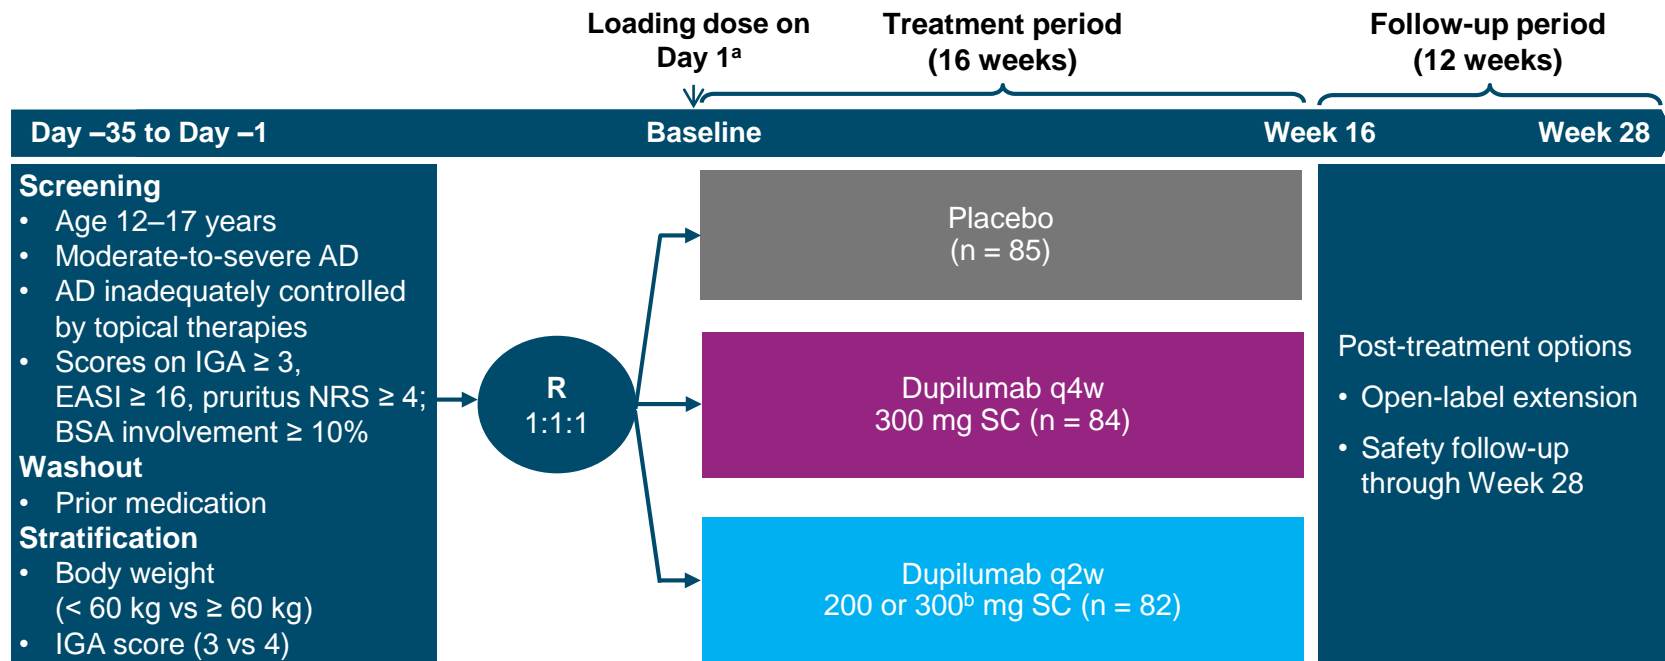 Loading dose on
Day 1ᵃ
Treatment period
(16 weeks)
Follow-up period
(12 weeks)
Day –35 to Day –1
Baseline
Week 16
Week 28
Screening
• Age 12–17 years
• Moderate-to-severe AD
• AD inadequately controlled
by topical therapies
• Scores on IGA ≥ 3,
EASI ≥ 16, pruritus NRS ≥ 4;
BSA involvement ≥ 10%
Washout
• Prior medication
Stratification
• Body weight
(< 60 kg vs ≥ 60 kg)
• IGA score (3 vs 4)
R
1:1:1
Placebo
(n = 85)
Dupilumab q4w
300 mg SC (n = 84)
Dupilumab q2w
200 or 300ᵇ mg SC (n = 82)
Post-treatment options
• Open-label extension
• Safety follow-up
through Week 28